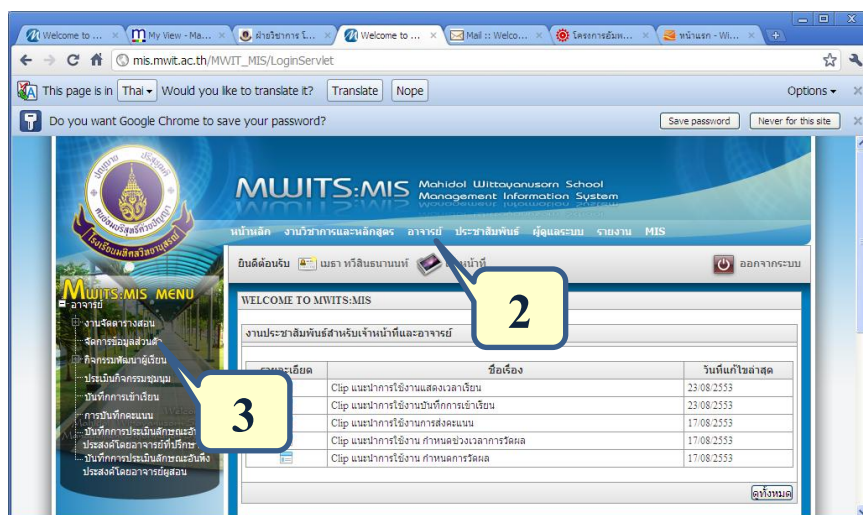 Welcome to ...
My View - Ma...
ฝ่ายวิชาการ โ...
Welcome to ...
Mail :: Welco...
โครงการอัมพ...
หน้าแรก - Wi...
mis.mwit.ac.th/MWIT_MIS/LoginServlet
This page is in Thai Would you like to translate it? Translate Nope Options
Do you want Google Chrome to save your password? Save password Never for this site
MWITS:MIS Mahidol Wittayanusorn School
Management Information System
หน้าหลัก งานวิชาการและหลักสูตร อาจารย์ ประชาสัมพันธ์ ผู้ดูแลระบบ รายงาน MIS
ยินดีต้อนรับ เมธา ทวีสินธนานนท์
ออกจากระบบ
MWITS:MIS MENU
อาจารย์
งานจัดตารางสอน
จัดการข้อมูลส่วนตัว
กิจกรรมพัฒนาผู้เรียน
ประเมินกิจกรรมชุมนุม
บันทึกการเข้าเรียน
การบันทึกคะแนน
บันทึกการประเมินลักษณะอัน
ประสงค์โดยอาจารย์ที่ปรึกษา
บันทึกการประเมินลักษณะอันพึง
ประสงค์โดยอาจารย์ผู้สอน
WELCOME TO MWITS:MIS
งานประชาสัมพันธ์สำหรับเจ้าหน้าที่และอาจารย์
ชื่อเรื่อง วันที่แก้ไขล่าสุด
Clip แนะนำการใช้งานแสดงเวลาเรียน 23/08/2553
Clip แนะนำการใช้งานบันทึกการเข้าเรียน 23/08/2553
Clip แนะนำการใช้งานการส่งคะแนน 17/08/2553
Clip แนะนำการใช้งาน กำหนดช่วงเวลาการวัดผล 17/08/2553
Clip แนะนำการใช้งาน กำหนดการวัดผล 17/08/2553
ดูทั้งหมด
2
3